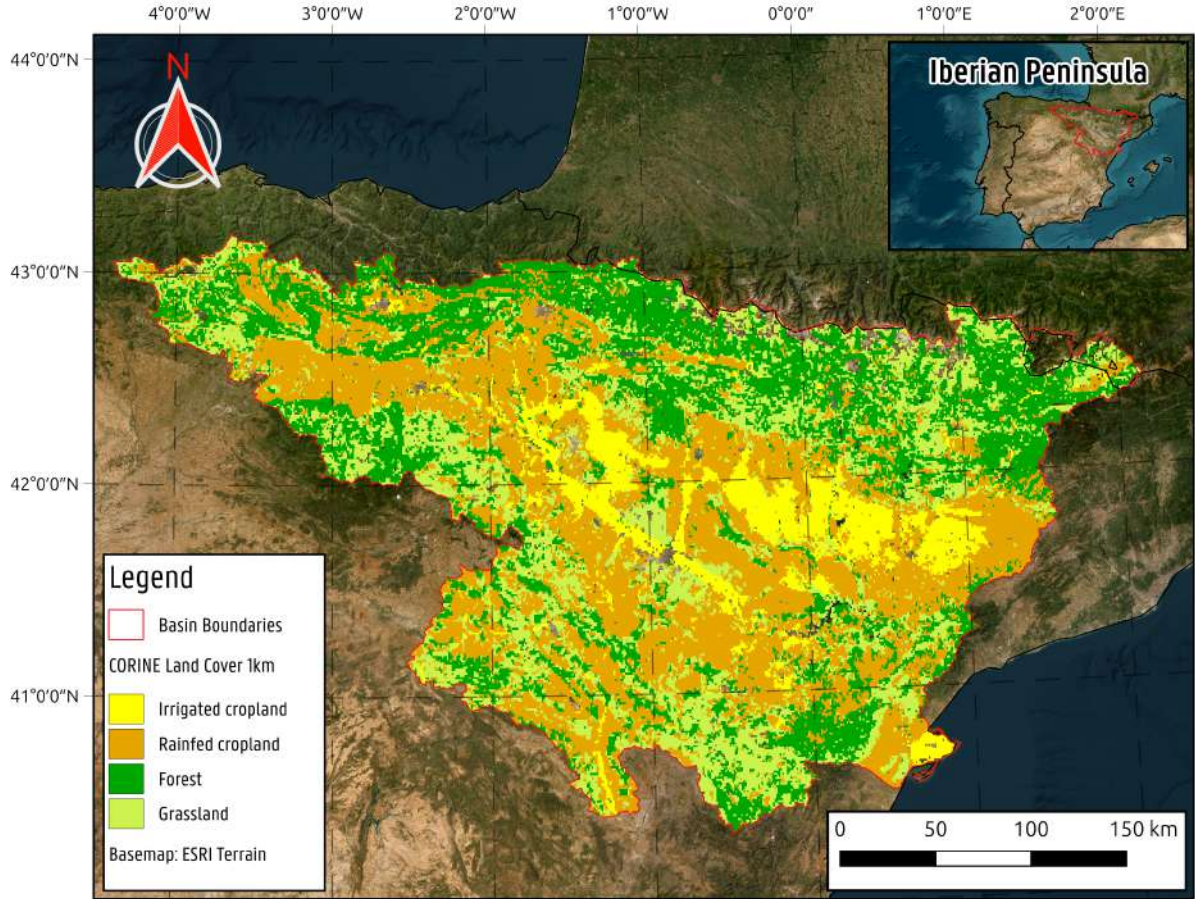 4°0'0"W 3°0'0"W 2°0'0"W 1°0'0"W 0°0'0" 1°0'0"E 2°0'0"E
44°0'0"N
N
Iberian Peninsula
43°0'0"N
42°0'0"N
41°0'0"N
Legend
Basin Boundaries
CORINE Land Cover 1km
Irrigated cropland
Rainfed cropland
Forest
Grassland
Basemap: ESRI Terrain
0 50 100 150 km